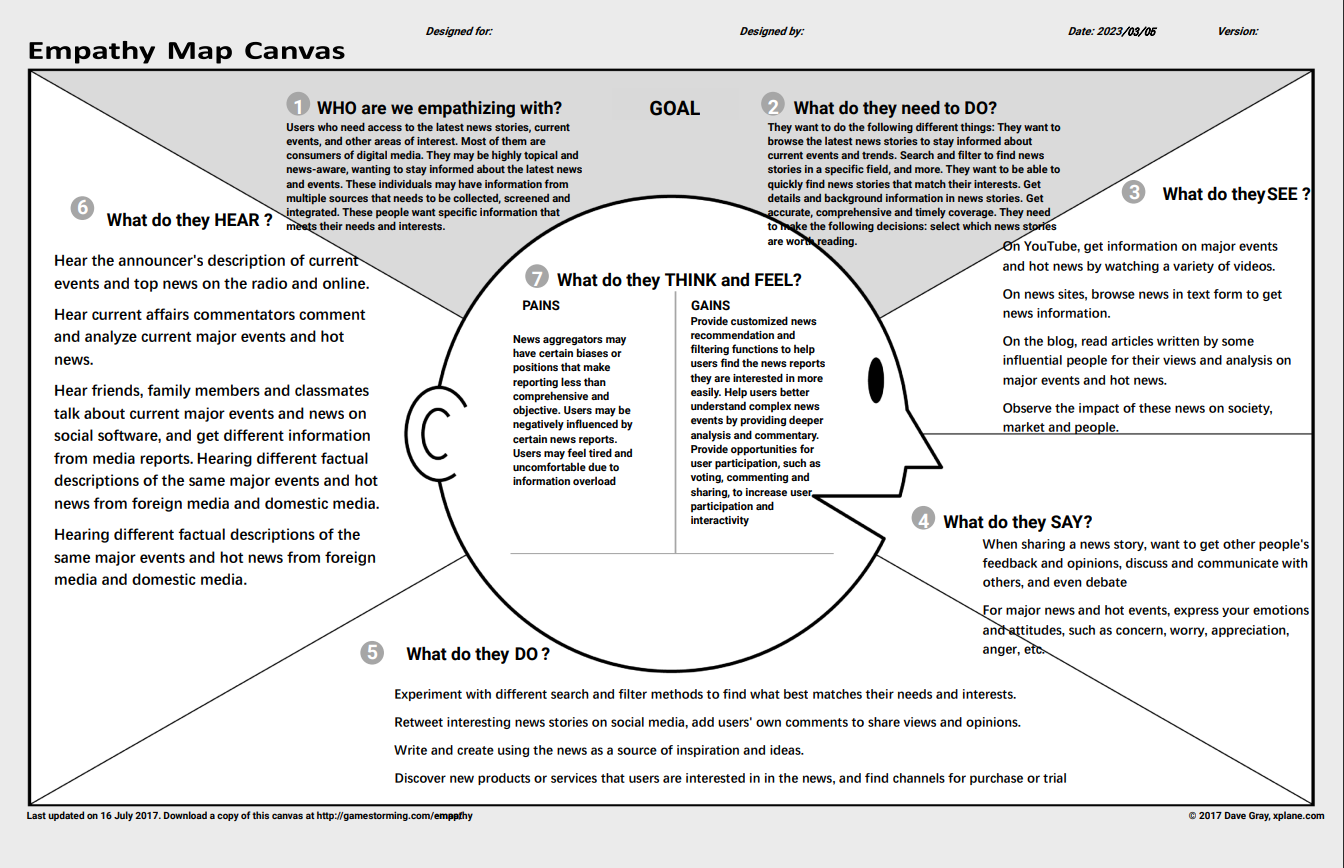 Designed for:
Designed by:
Date: 2023/03/05
Version:
Empathy Map Canvas
1 WHO are we empathizing with?
Users who need access to the latest news stories, current
events, and other areas of interest. Most of them are
consumers of digital media. They may be highly topical and
news-aware, wanting to stay informed about the latest news
and events. These individuals may have information from
multiple sources that need to be collected, screened and
integrated. These people want specific information that
meets their needs and interests.
GOAL
2 What do they need to DO?
They want to do the following different things: They want to
browse the latest news stories to stay informed about
current events and trends. Search and filter to find news
stories in a specific field, and more. They want to be able to
quickly find news stories that match their interests. Get
details and background information in news stories. Get
accurate, comprehensive and timely coverage. They need
to make the following decisions: select which news stories
are worth reading.
3 What do they SEE ?
On YouTube, get information on major events
and hot news by watching a variety of videos.
On news sites, browse news in text form to get
news information.
On the blog, read articles written by some
influential people for their views and analysis on
major events and hot news.
Observe the impact of these news on society,
market and people.
4 What do they SAY?
When sharing a news story, want to get other people's
feedback and opinions, discuss and communicate with
others, and even debate
For major news and hot events, express your emotions
and attitudes, such as concern, worry, appreciation,
anger, etc.
5 What do they DO ?
Experiment with different search and filter methods to find what best matches their needs and interests.
Retweet interesting news stories on social media, add users' own comments to share views and opinions.
Write and create using the news as a source of inspiration and ideas.
Discover new products or services that users are interested in in the news, and find channels for purchase or trial
6 What do they HEAR ?
Hear the announcer's description of current
events and top news on the radio and online.
Hear current affairs commentators comment
and analyze current major events and hot
news.
Hear friends, family members and classmates
talk about current major events and news on
social software, and get different information
from media reports. Hearing different factual
descriptions of the same major events and hot
news from foreign media and domestic media.
Hearing different factual descriptions of the
same major events and hot news from foreign
media and domestic media.
7 What do they THINK and FEEL?
PAINS
News aggregators may
have certain biases or
positions that make
reporting less than
comprehensive and
objective. Users may be
negatively influenced by
certain news reports.
Users may feel tired and
uncomfortable due to
information overload
GAINS
Provide customized news
recommendation and
filtering functions to help
users find the news reports
they are interested in more
easily. Help users better
understand complex news
events by providing deeper
analysis and commentary.
Provide opportunities for
user participation, such as
voting, commenting and
sharing, to increase user
participation and
interactivity
Last updated on 16 July 2017. Download a copy of this canvas at
© 2017 Dave Gray, xplane.com